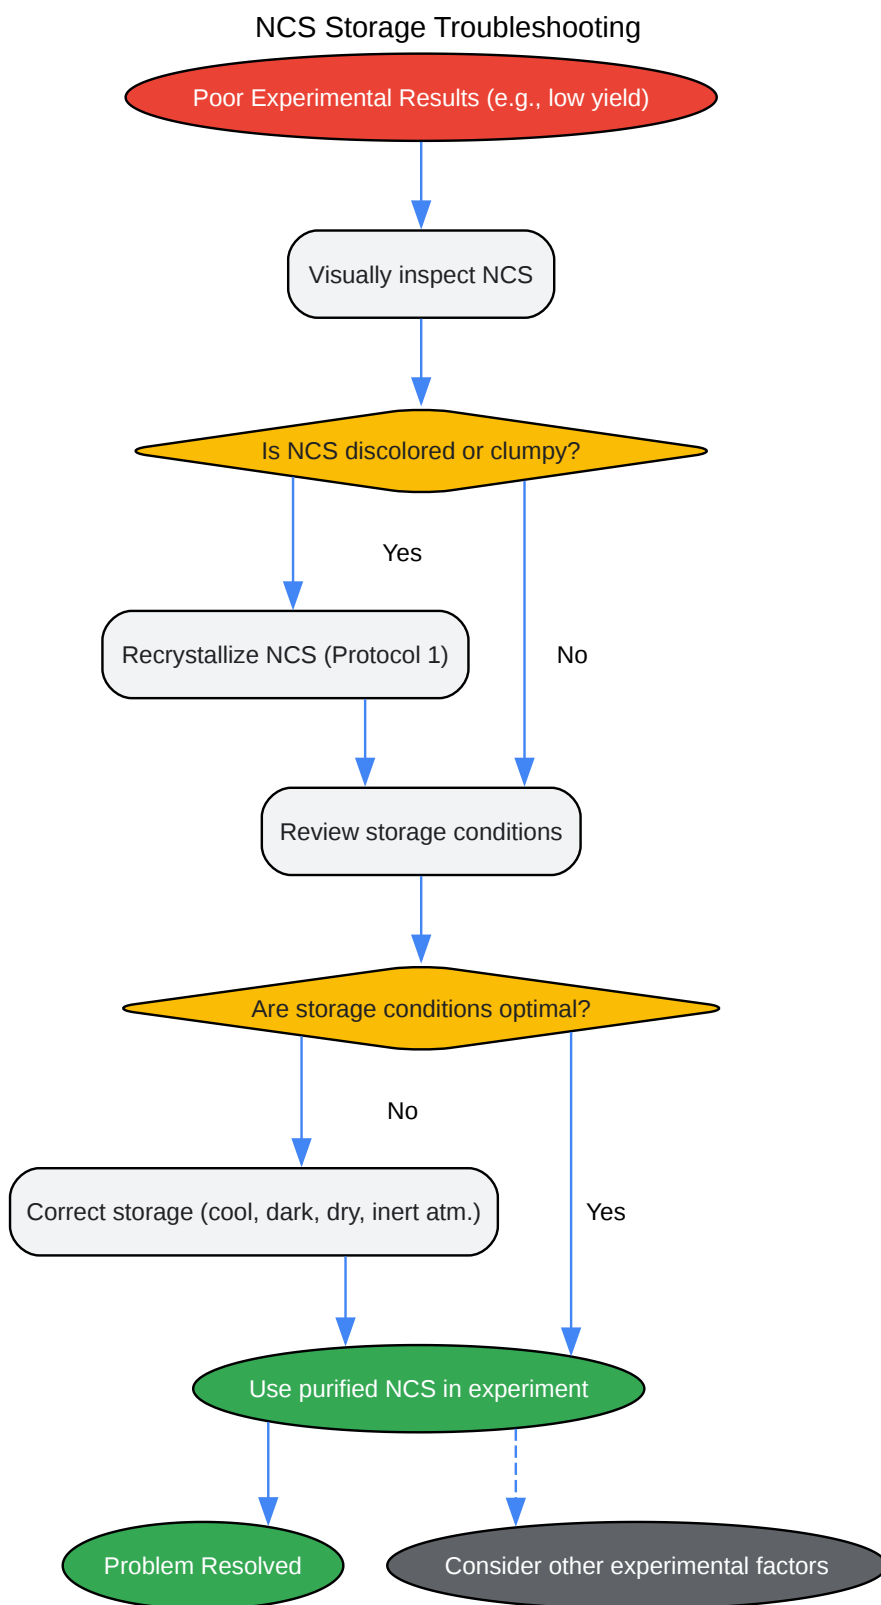 NCS Storage Troubleshooting
Poor Experimental Results (e.g., low yield)
Visually inspect NCS
Is NCS discolored or clumpy?
Yes
Recrystallize NCS (Protocol 1)
No
Review storage conditions
Are storage conditions optimal?
No
Correct storage (cool, dark, dry, inert atm.)
Yes
Use purified NCS in experiment
Problem Resolved
Consider other experimental factors